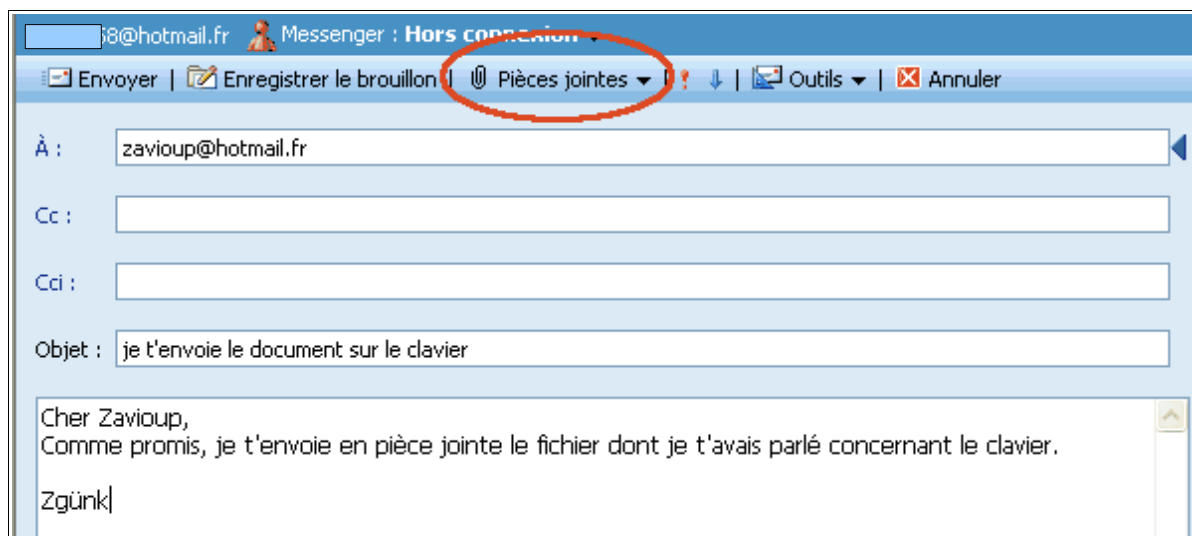 8@hotmail.fr Messenger : Hors connexion
Envoyer | Enregistrer le brouillon | Pièces jointes | Outils | Annuler
À : zavioup@hotmail.fr
Cc :
Cci :
Objet : je t'envoie le document sur le clavier
Cher Zavioup,
Comme promis, je t'envoie en pièce jointe le fichier dont je t'avais parlé concernant le clavier.
Zgünk